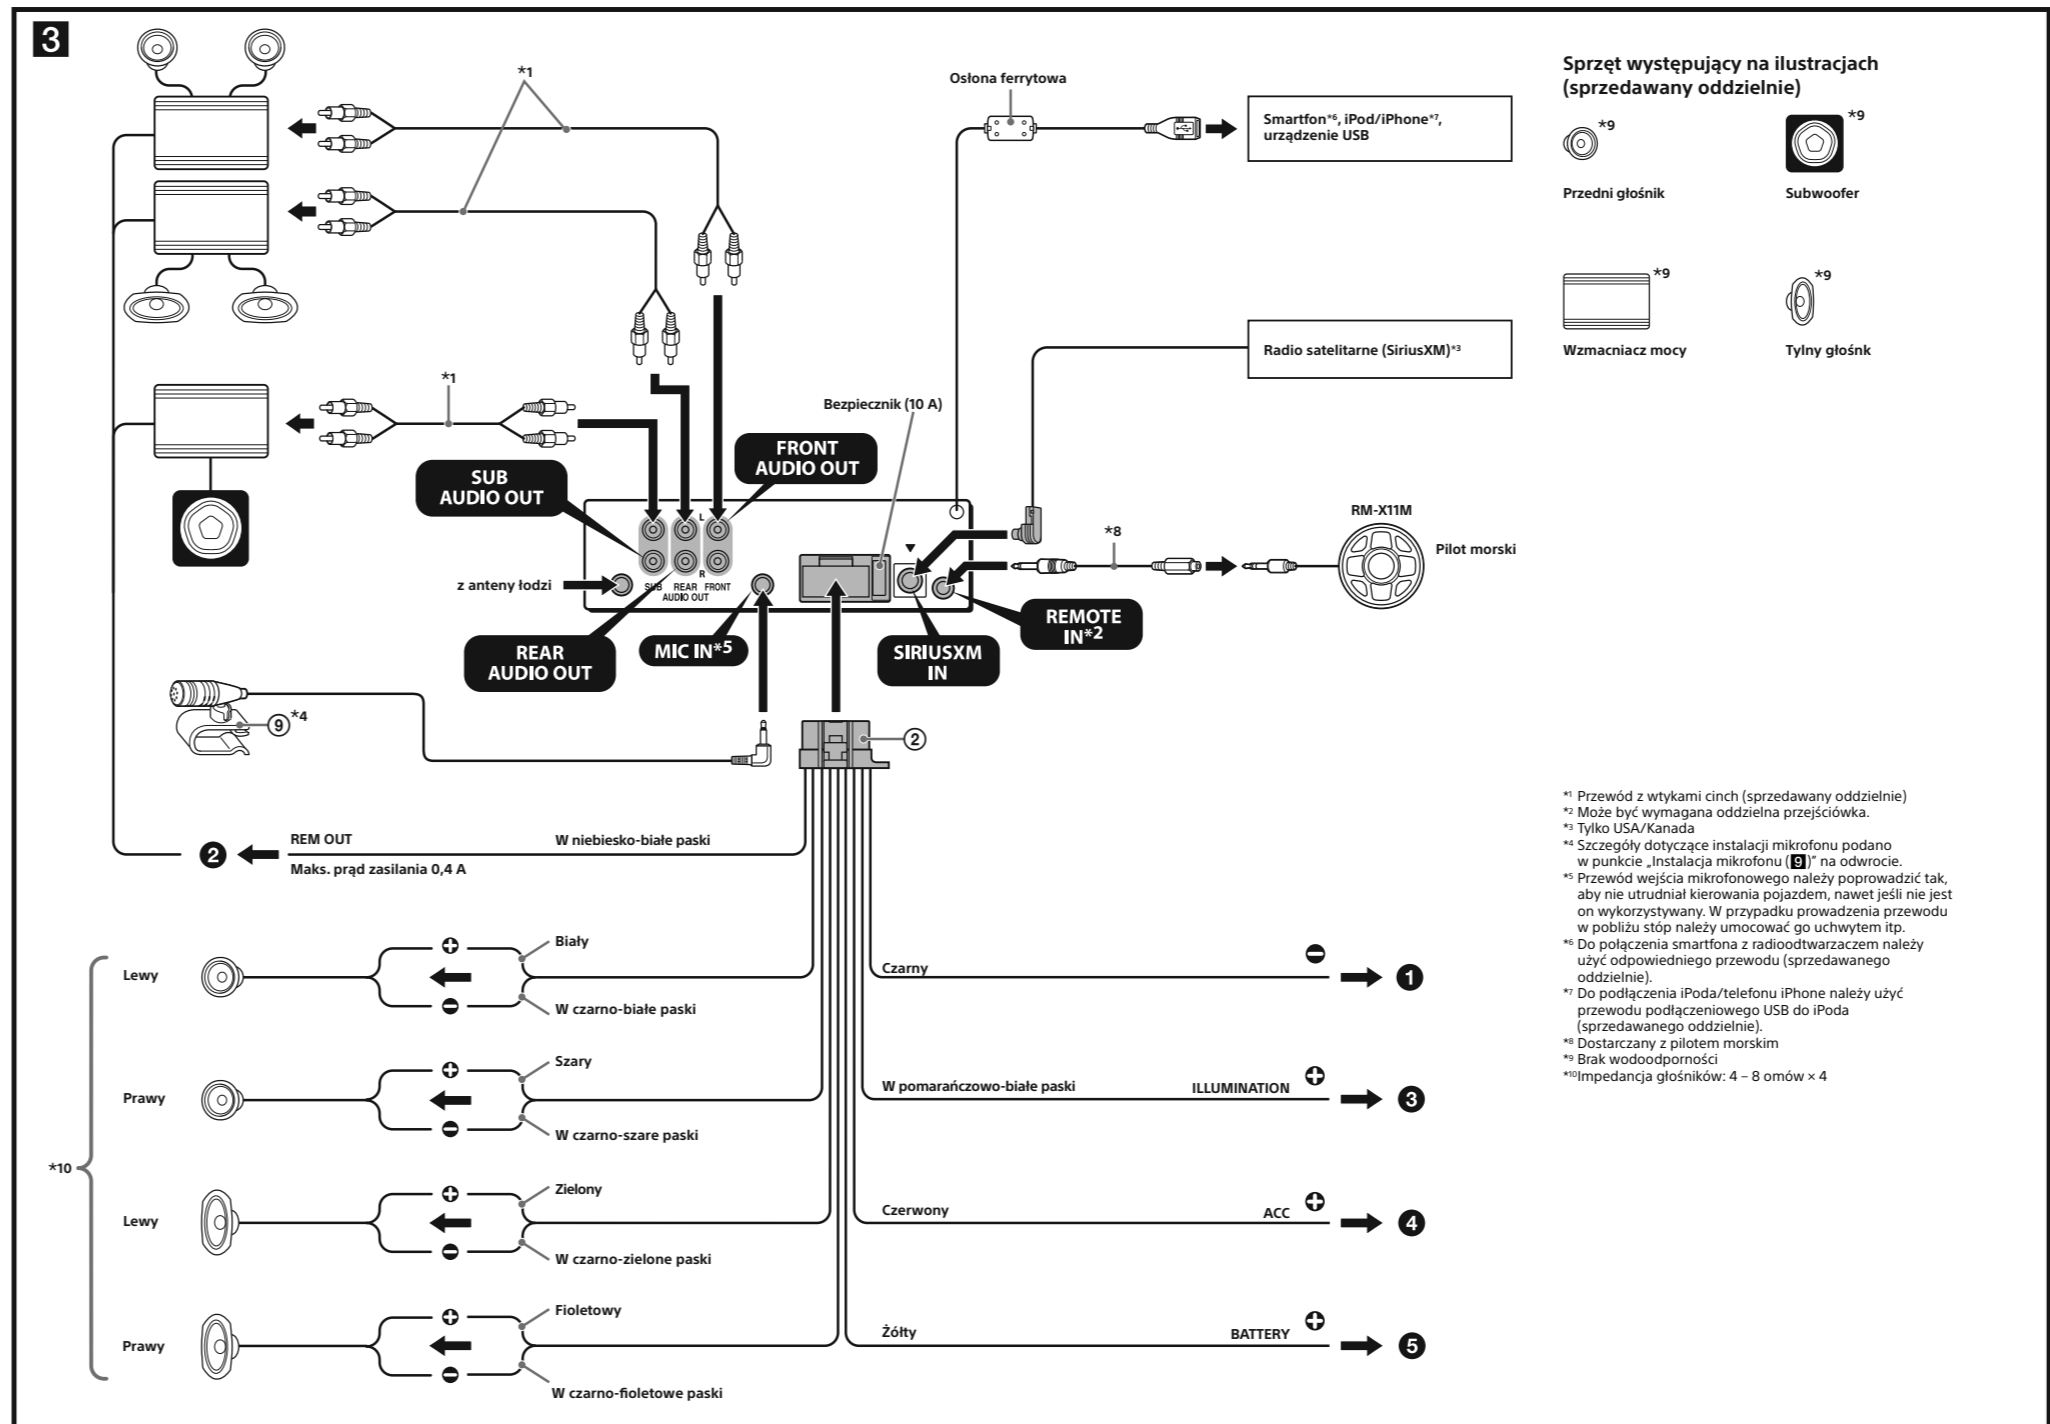 3
*1
Osłona ferrytowa
Smartfon*6, iPod/iPhone*7,
urządzenie USB
Sprzęt występujący na ilustracjach
(sprzedawany oddzielnie)
*9
*9
Przedni głośnik
Subwoofer
*9
*9
Wzmacniacz mocy
Tylny głośnk
Radio satelitarne (SiriusXM)*3
*1
Bezpiecznik (10 A)
FRONT
AUDIO OUT
SUB
AUDIO OUT
L
R
SUB REAR FRONT
AUDIO OUT
z anteny łodzi
*8
RM-X11M
Pilot morski
REMOTE
IN*2
REAR
AUDIO OUT
MIC IN*5
SIRIUSXM
IN
9 *4
2
2
REM OUT
W niebiesko-białe paski
Maks. prąd zasilania 0,4 A
*10
Lewy
Biały
W czarno-białe paski
Prawy
Szary
W czarno-szare paski
Lewy
Zielony
W czarno-zielone paski
Prawy
Fioletowy
W czarno-fioletowe paski
Czarny
1
W pomarańczowo-białe paski
ILLUMINATION
3
Czerwony
ACC
4
Żółty
BATTERY
5
*1 Przewód z wtykami cinch (sprzedawany oddzielnie)
*2 Może być wymagana oddzielna przejściówka.
*3 Tylko USA/Kanada
*4 Szczegóły dotyczące instalacji mikrofonu podano
w punkcie „Instalacja mikrofonu (9)” na odwrocie.
*5 Przewód wejścia mikrofonowego należy poprowadzić tak,
aby nie utrudniał kierowania pojazdem, nawet jeśli nie jest
on wykorzystywany. W przypadku prowadzenia przewodu
w pobliżu stóp należy umocować go uchwytem itp.
*6 Do połączenia smartfona z radioodtwarzaczem należy
użyć odpowiedniego przewodu (sprzedawanego
oddzielnie).
*7 Do podłączenia iPoda/telefonu iPhone należy użyć
przewodu podłączeniowego USB do iPoda
(sprzedawanego oddzielnie).
*8 Dostarczany z pilotem morskim
*9 Brak wodoodporności
*10 Impedancja głośników: 4 – 8 omów × 4